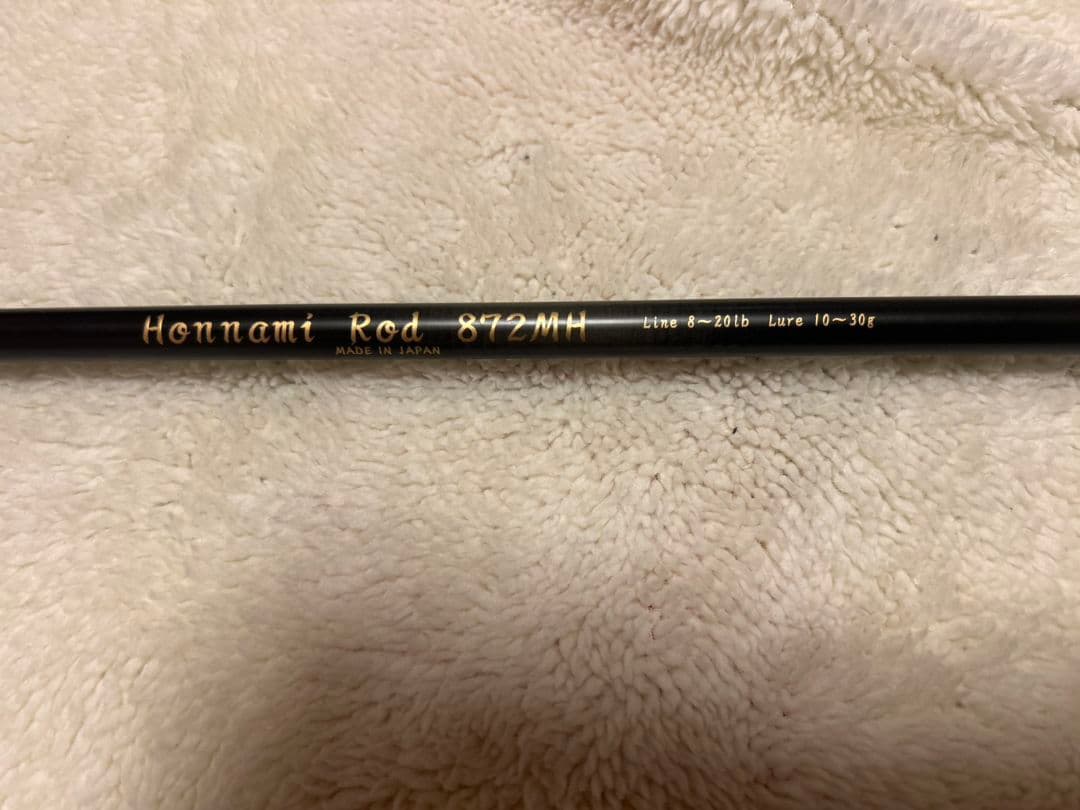 Honnami Rod 872MH Line 8～20lb Lure 10～30g
MADE IN JAPAN